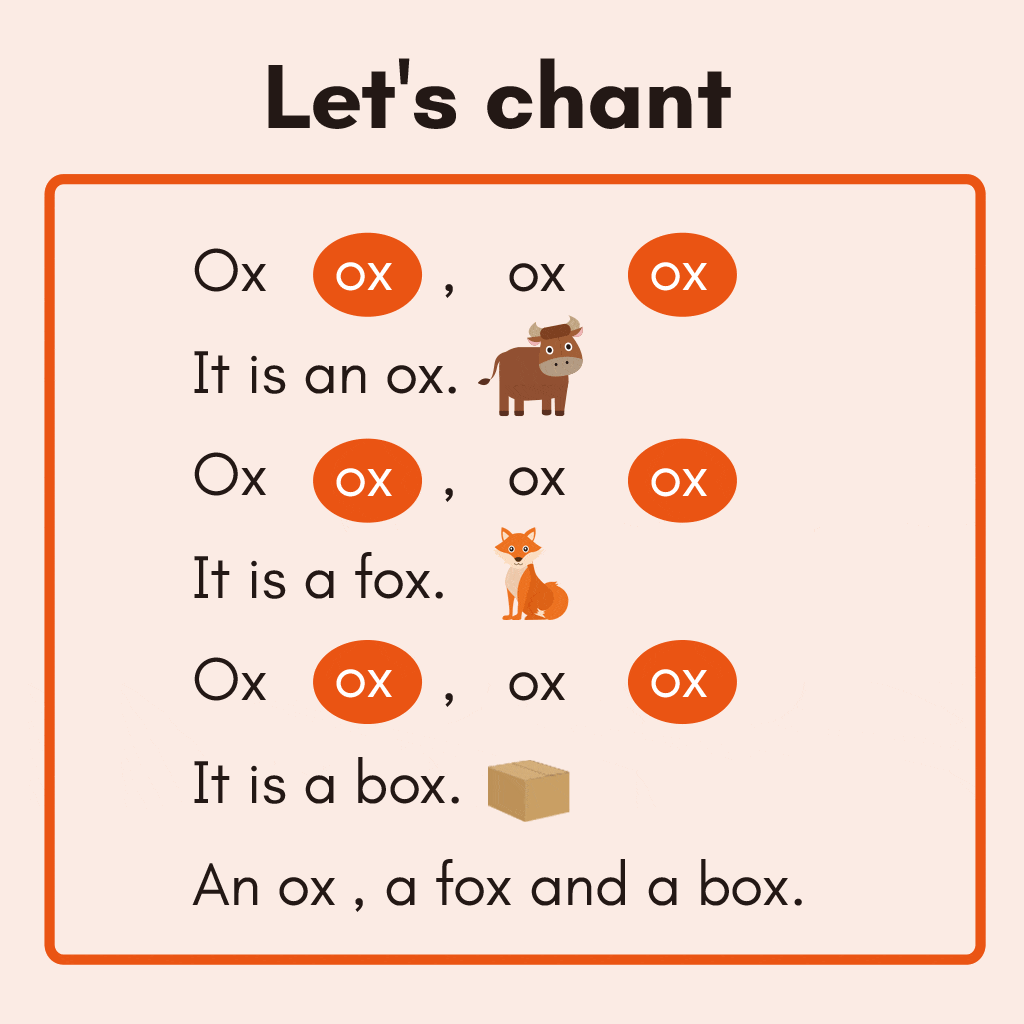 Let's chant
Ox ox , ox ox
It is an ox.
Ox ox , ox ox
It is a fox.
Ox ox , ox ox
It is a box.
An ox , a fox and a box.